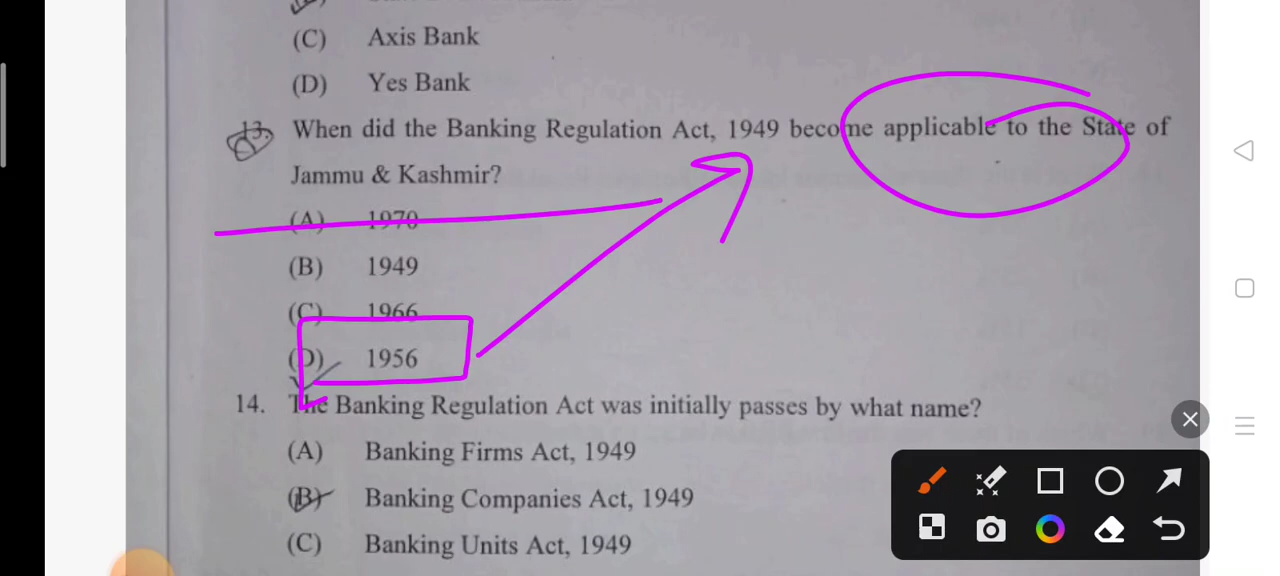 (C) Axis Bank
(D) Yes Bank
13. When did the Banking Regulation Act, 1949 become applicable to the State of
Jammu & Kashmir?
(A) 1970
(B) 1949
(C) 1966
(D) 1956
14. The Banking Regulation Act was initially passes by what name?
(A) Banking Firms Act, 1949
(B) Banking Companies Act, 1949
(C) Banking Units Act, 1949